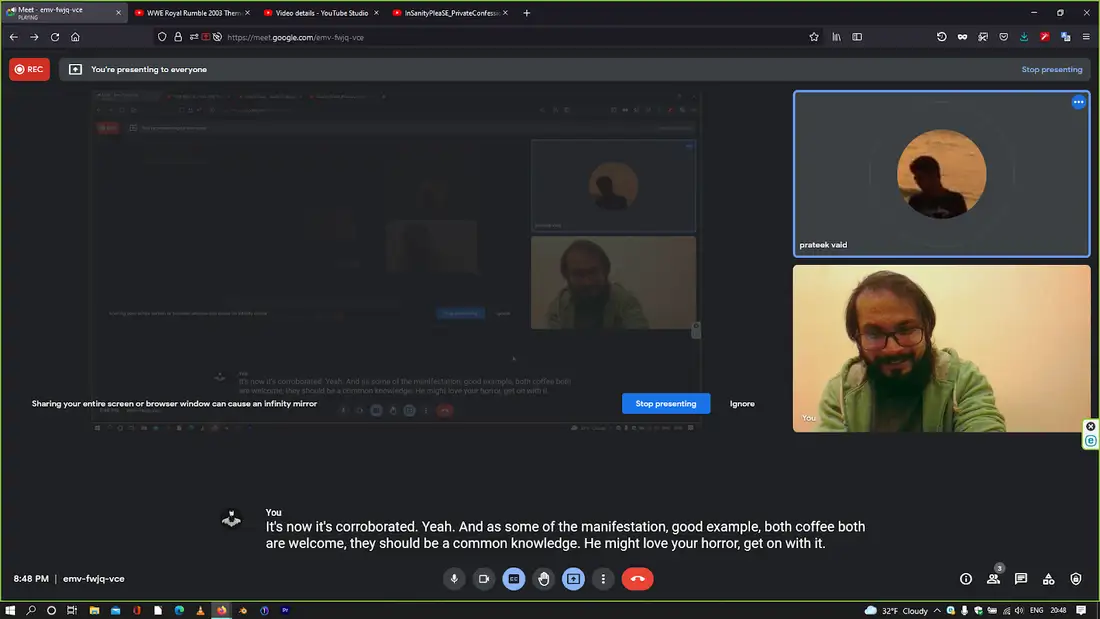 Meet - emv-fwjq-vce
PLAYING
WWE Royal Rumble 2003 Them
Video details - YouTube Studio
InSanityPleaSE_PrivateConfessi
https://meet.google.com/emv-fwjq-vce
REC
You're presenting to everyone
Stop presenting
prateek vaid
You
Sharing your entire screen or browser window can cause an infinity mirror
Stop presenting
Ignore
You
It's now it's corroborated. Yeah. And as some of the manifestation, good example, both coffee both
are welcome, they should be a common knowledge. He might love your horror, get on with it.
8:48 PM | emv-fwjq-vce
CC
3
32°F Cloudy
ENG
20:48